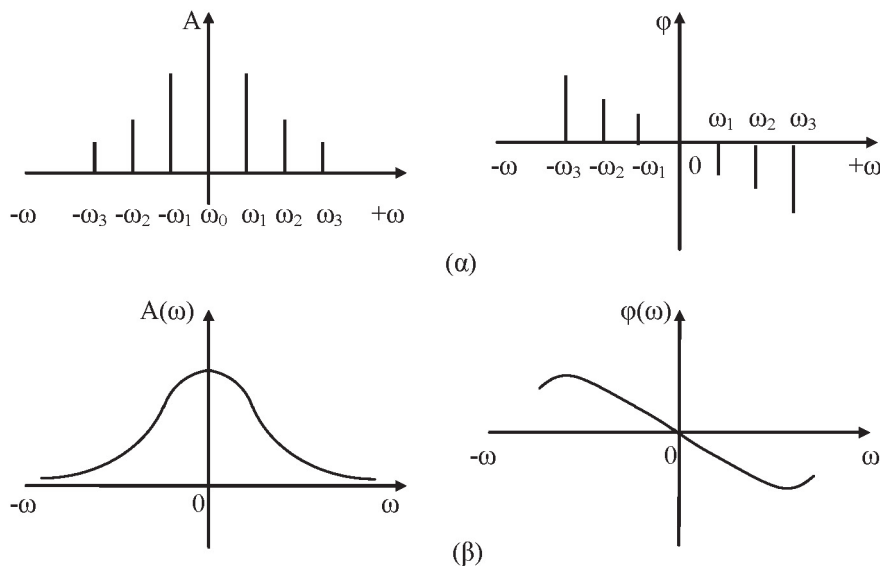 A φ
ω₁ ω₂ ω₃
-ω -ω₃ -ω₂ -ω₁ ω₀ ω₁ ω₂ ω₃ +ω
-ω -ω₃ -ω₂ -ω₁ 0 +ω
(α)
A(ω) φ(ω)
-ω 0 ω
-ω 0 ω
(β)